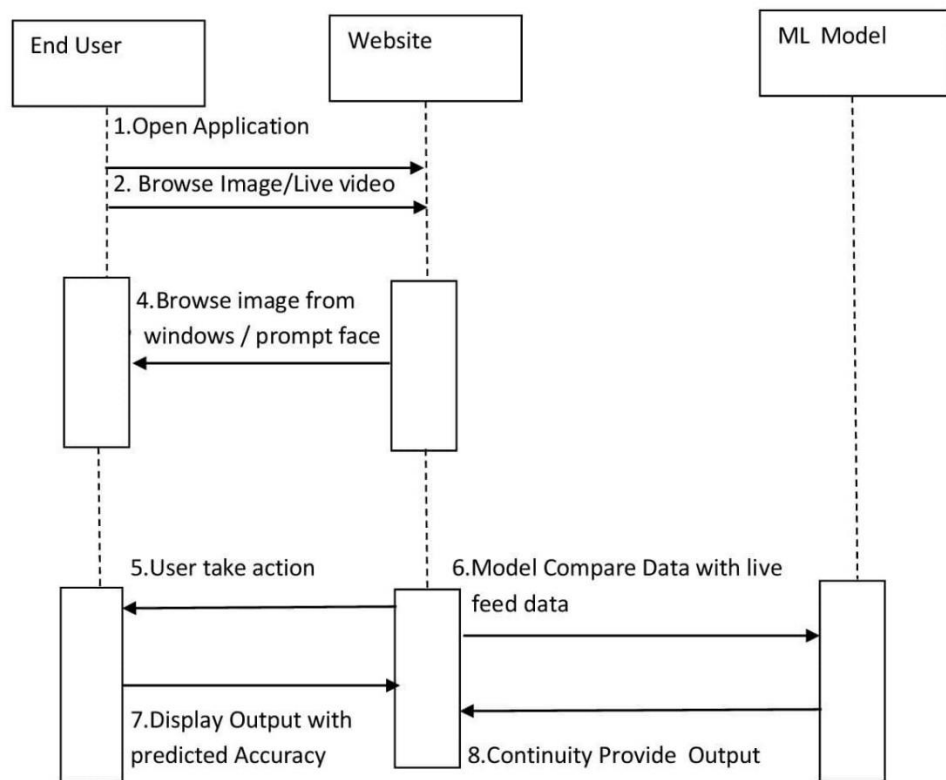 End User
Website
ML Model
1.Open Application
2. Browse Image/Live video
4.Browse image from
windows / prompt face
5.User take action
6.Model Compare Data with live
feed data
7.Display Output with
predicted Accuracy
8.Continuity Provide Output